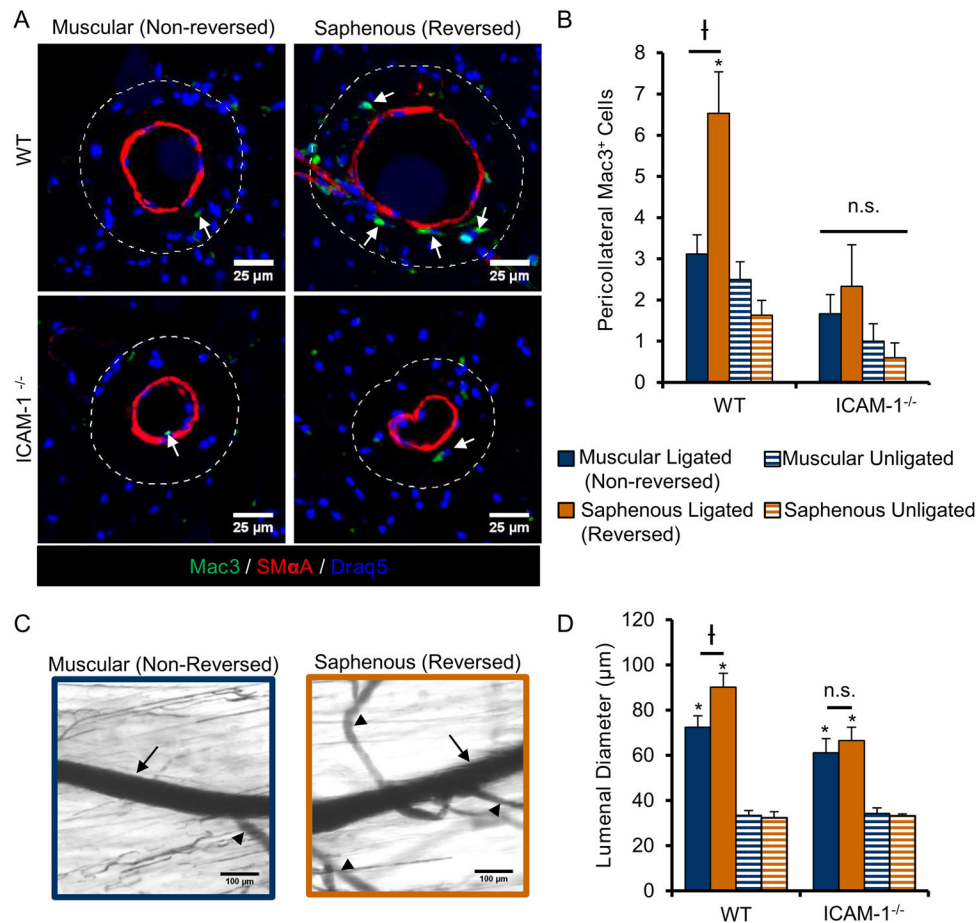 A
Muscular (Non-reversed)
Saphenous (Reversed)
WT
25 µm
25 µm
ICAM-1 -/-
25 µm
25 µm
Mac3 / SMαA / Draq5
B
Pericollateral Mac3+ Cells
8
7
6
5
4
3
2
1
0
ƚ
*
n.s.
WT
ICAM-1-/-
Muscular Ligated
(Non-reversed)
Muscular Unligated
Saphenous Ligated
(Reversed)
Saphenous Unligated
C
Muscular (Non-Reversed)
Saphenous (Reversed)
100 µm
100 µm
D
Lumenal Diameter (µm)
120
100
80
60
40
20
0
ƚ
* *
n.s.
* *
WT
ICAM-1-/-